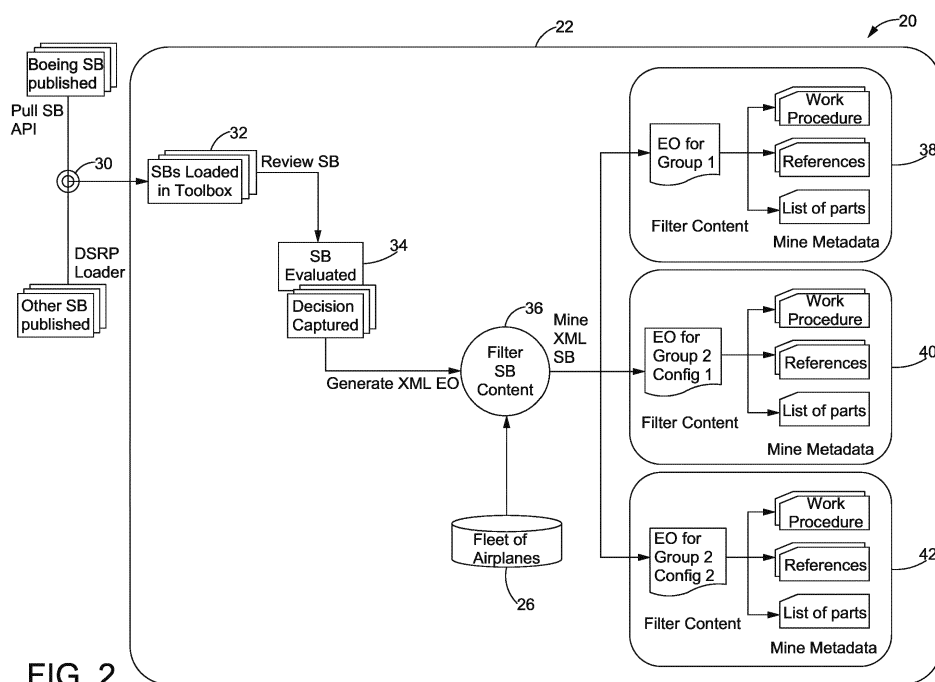 22
20
Boeing SB
published
Pull SB
API
30
DSRP
Loader
Other SB
published
32
SBs Loaded
in Toolbox
Review SB
34
SB
Evaluated
Decision
Captured
Generate XML EO
36
Filter
SB
Content
Mine
XML
SB
Fleet of
Airplanes
26
EO for
Group 1
Work
Procedure
References
List of parts
Filter Content
Mine Metadata
38
EO for
Group 2
Config 1
Work
Procedure
References
List of parts
Filter Content
Mine Metadata
40
EO for
Group 2
Config 2
Work
Procedure
References
List of parts
Filter Content
Mine Metadata
42
FIG. 2